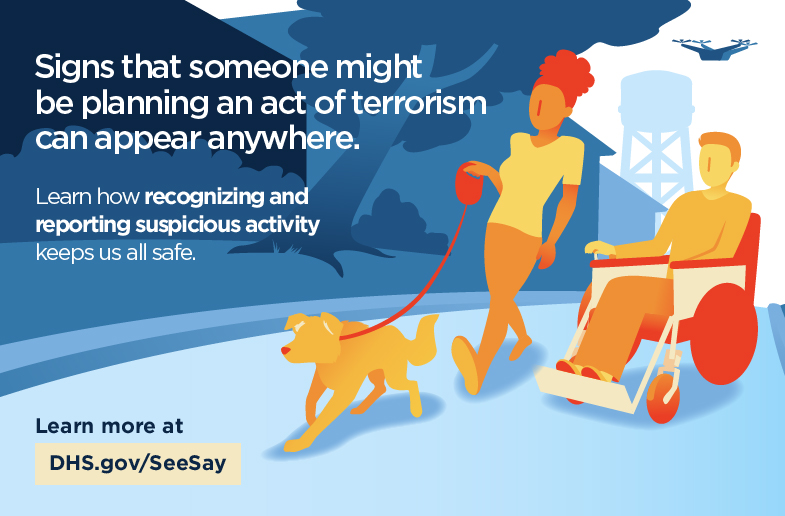 Signs that someone might
be planning an act of terrorism
can appear anywhere.
Learn how recognizing and
reporting suspicious activity
keeps us all safe.
Learn more at
DHS.gov/SeeSay